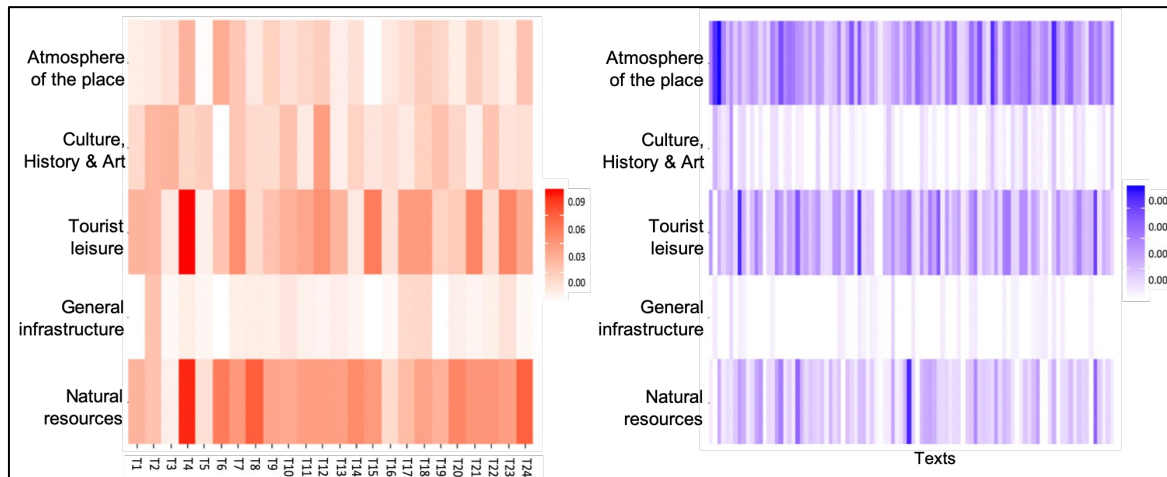 Atmosphere
of the place
Culture,
History & Art
Tourist
leisure
General
infrastructure
Natural
resources
0.09
0.06
0.03
0.00
T1
T2
T3
T4
T5
T6
T7
T8
T9
T10
T11
T12
T13
T14
T15
T16
T17
T18
T19
T20
T21
T22
T23
T24
Atmosphere
of the place
Culture,
History & Art
Tourist
leisure
General
infrastructure
Natural
resources
0.00
0.00
0.00
Texts